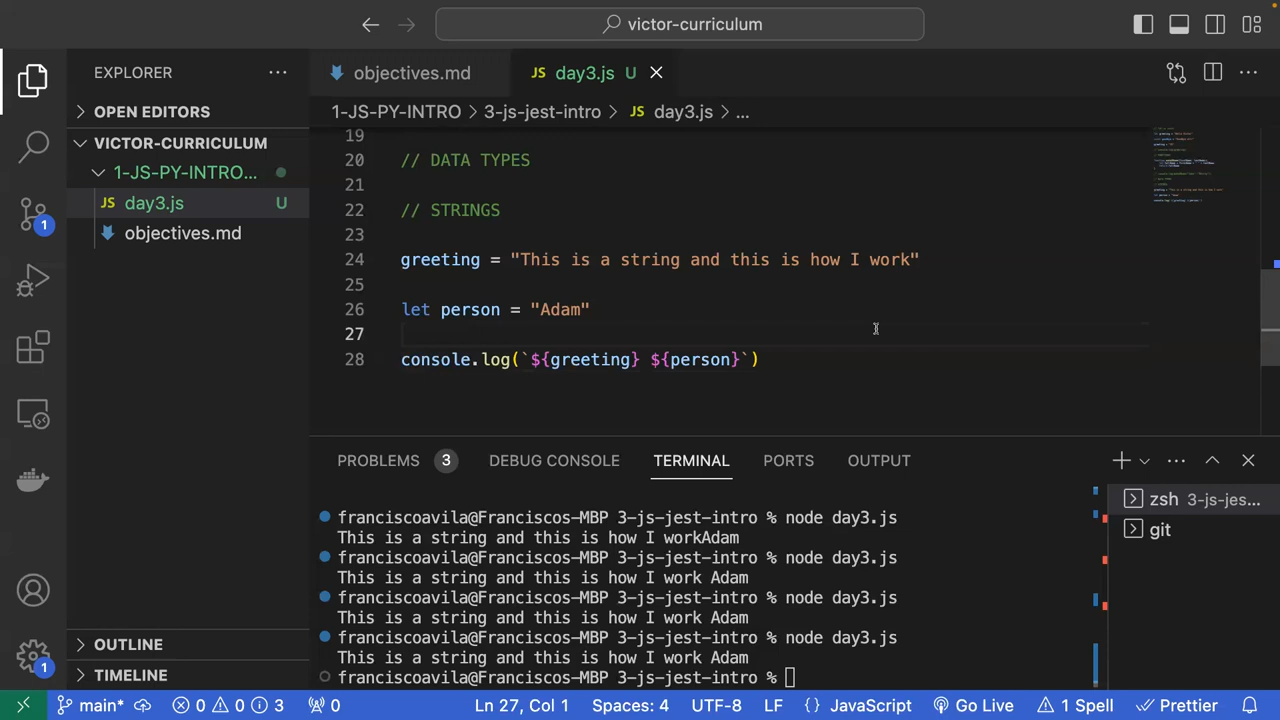 victor-curriculum
EXPLORER
objectives.md
JS day3.js U
OPEN EDITORS
1-JS-PY-INTRO > 3-js-jest-intro > JS day3.js > ...
VICTOR-CURRICULUM
1-JS-PY-INTRO...
JS day3.js U
objectives.md
19
20 // DATA TYPES
21
22 // STRINGS
23
24 greeting = "This is a string and this is how I work"
25
26 let person = "Adam"
27
28 console.log(`${greeting} ${person}`)
1
PROBLEMS 3 DEBUG CONSOLE TERMINAL PORTS OUTPUT
franciscoavila@Franciscos-MBP 3-js-jest-intro % node day3.js
This is a string and this is how I workAdam
franciscoavila@Franciscos-MBP 3-js-jest-intro % node day3.js
This is a string and this is how I work Adam
franciscoavila@Franciscos-MBP 3-js-jest-intro % node day3.js
This is a string and this is how I work Adam
franciscoavila@Franciscos-MBP 3-js-jest-intro % node day3.js
This is a string and this is how I work Adam
franciscoavila@Franciscos-MBP 3-js-jest-intro %
zsh 3-js-jes...
git
OUTLINE
TIMELINE
1
main* 0 0 3 0 Ln 27, Col 1 Spaces: 4 UTF-8 LF {} JavaScript Go Live 1 Spell Prettier